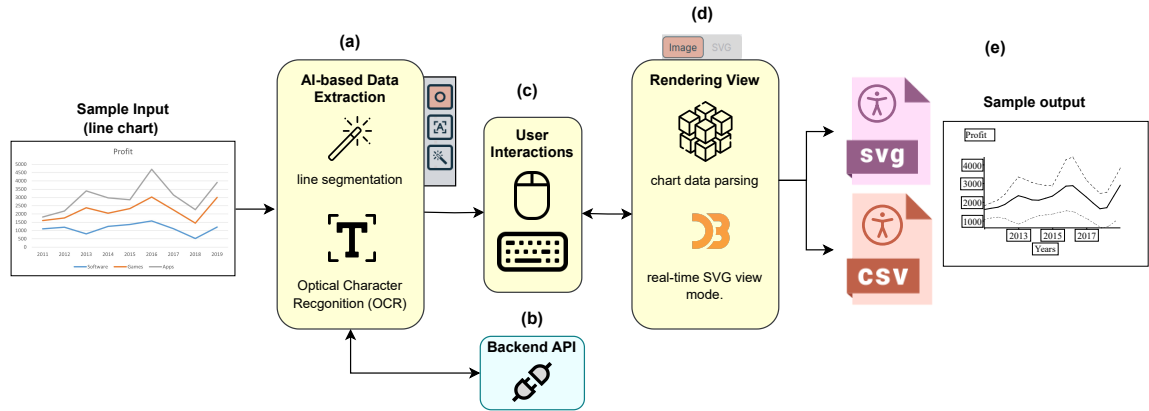 (a)
(b)
(c)
(d)
(e)
Sample Input
(line chart)
Profit
5000
4500
4000
3500
3000
2500
2000
1500
1000
500
0
2011 2012 2013 2014 2015 2016 2017 2018 2019
Software Games Apps
AI-based Data
Extraction
line segmentation
T
Optical Character
Recgonition (OCR)
A
Backend API
User
Interactions
Image SVG
Rendering View
chart data parsing
D3
real-time SVG view
mode.
svg
csv
Sample output
Profit
4000
3000
2000
1000
2013 2015 2017
Years